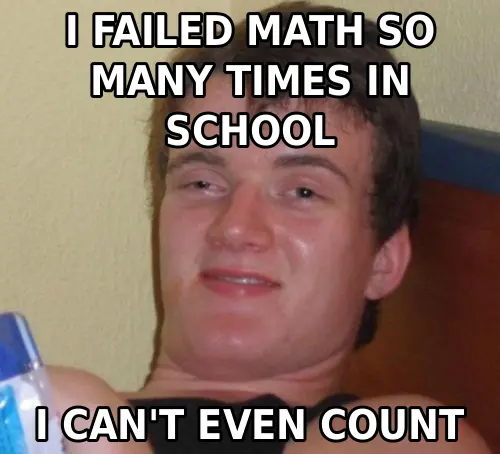 I FAILED MATH SO
MANY TIMES IN
SCHOOL
I CAN'T EVEN COUNT